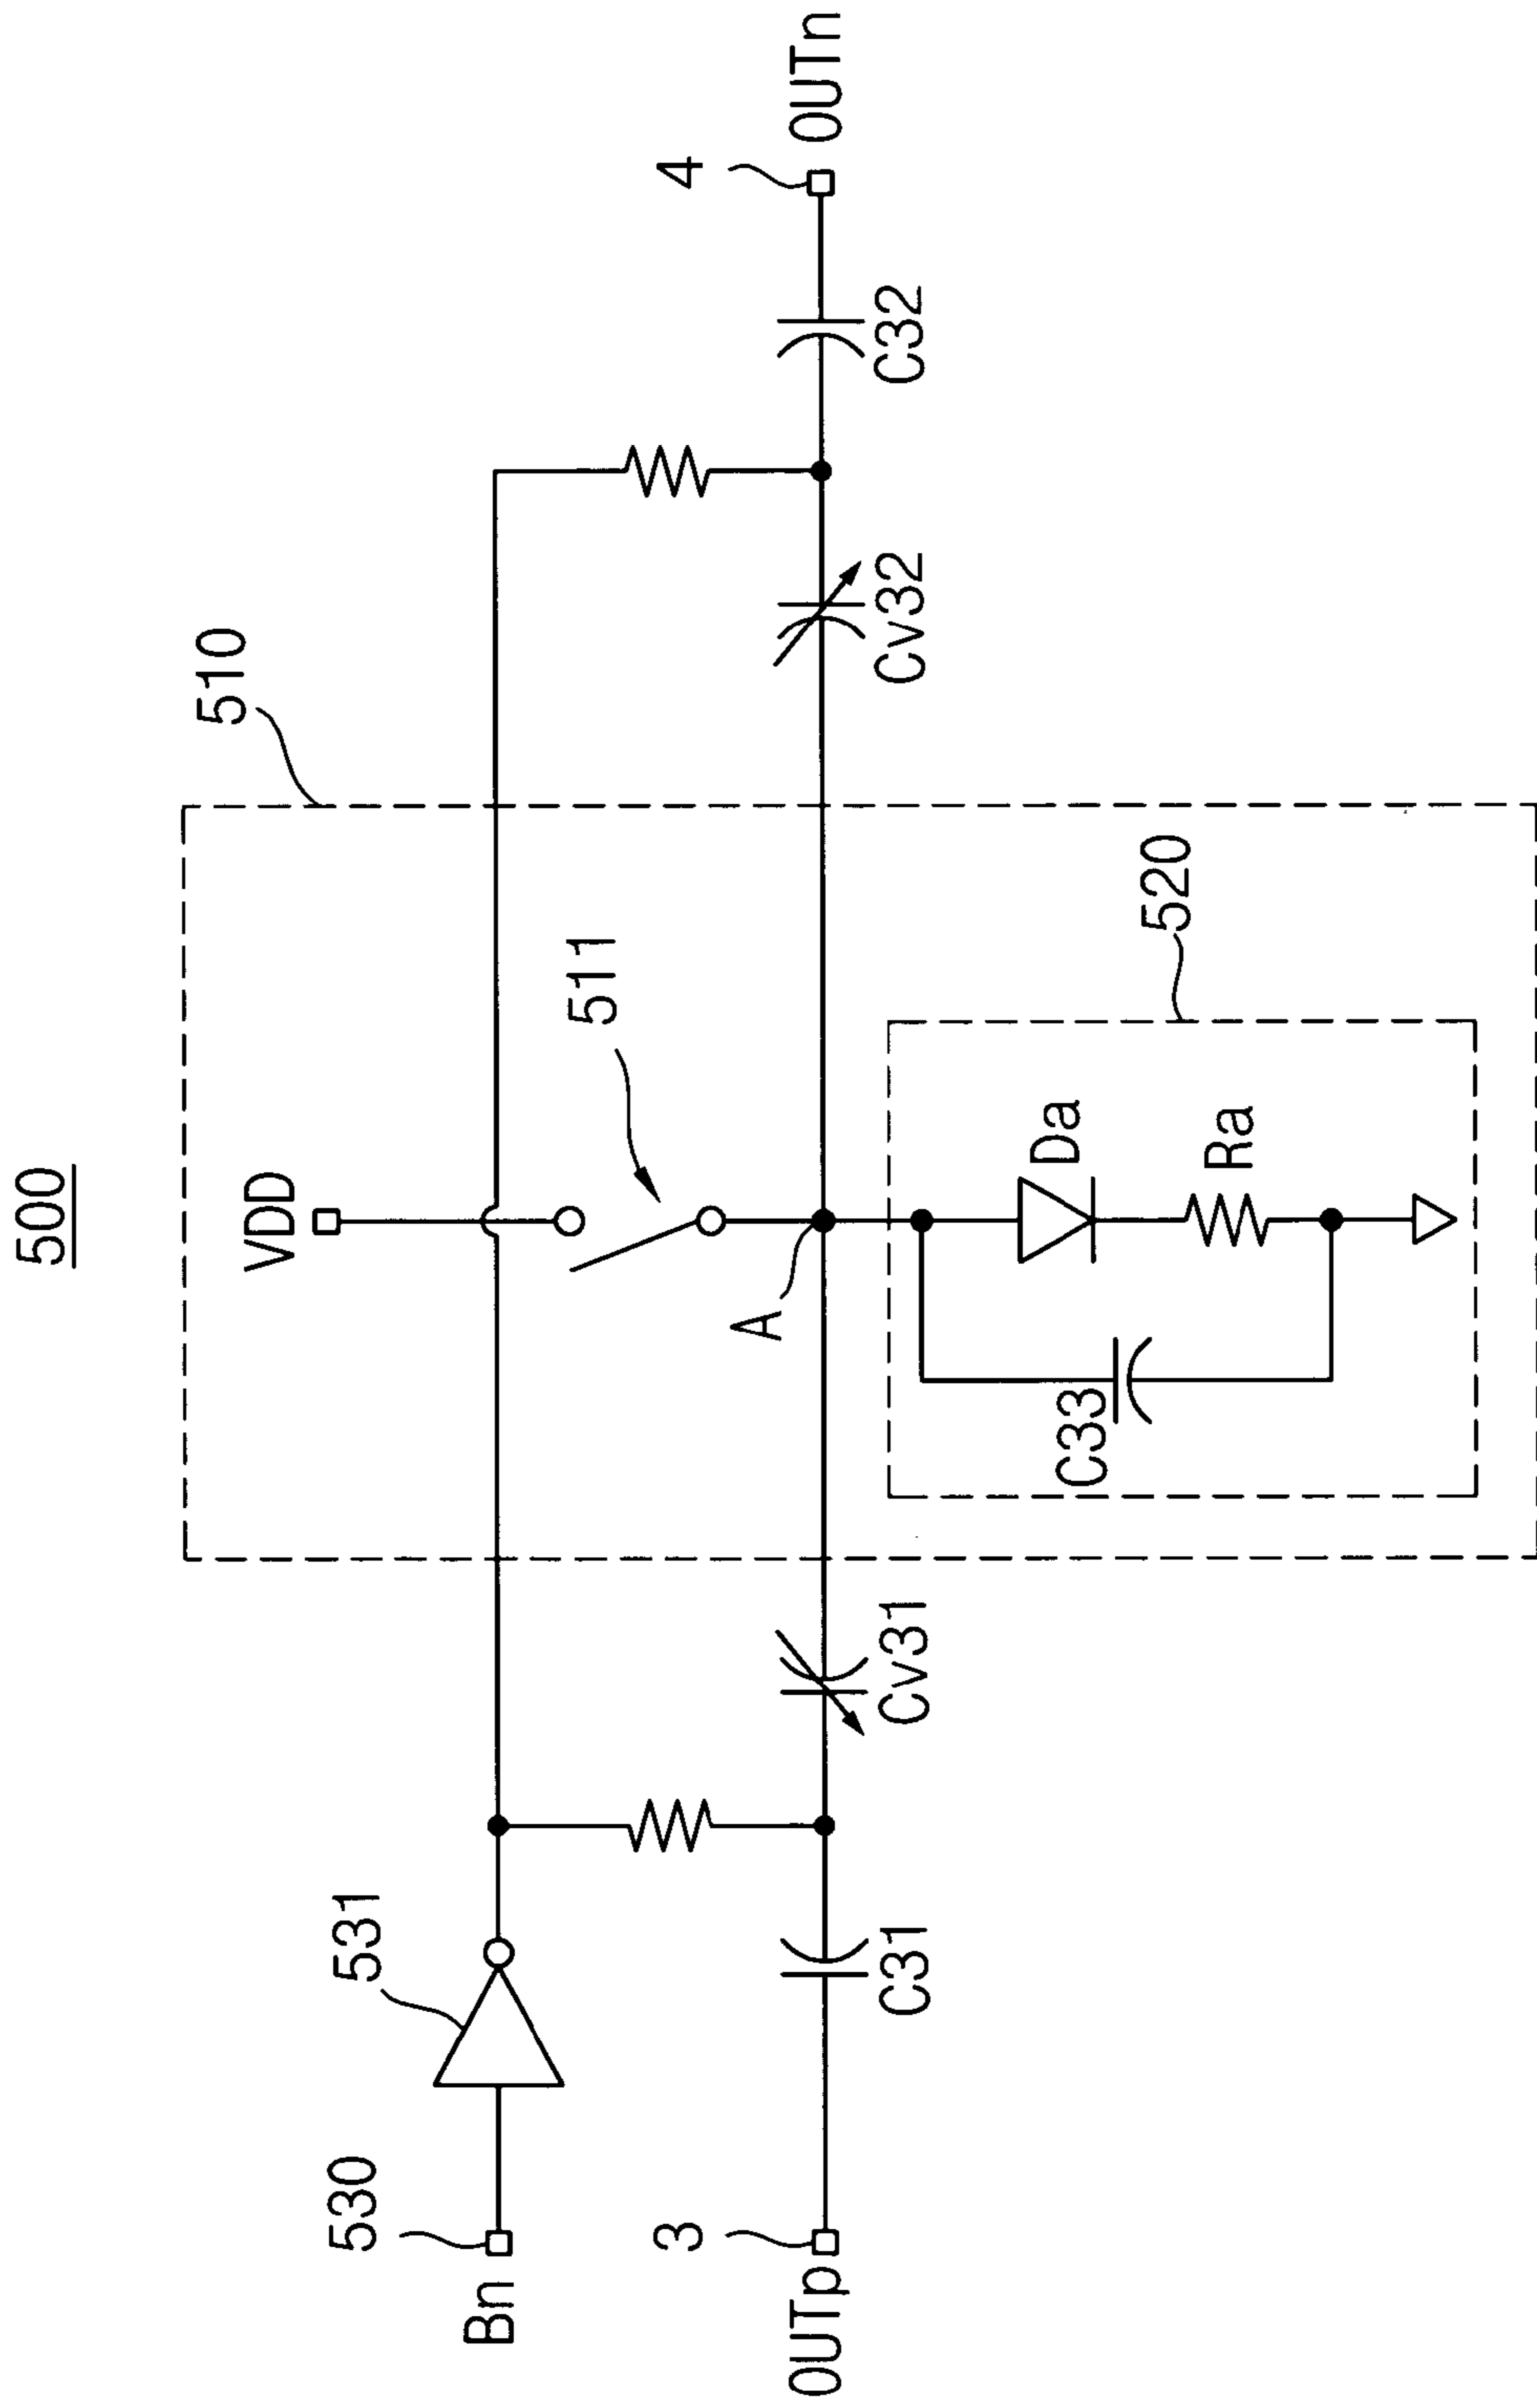 500
510
VDD
511
530
531
Bn
4
3
A
OUTp
C31
Cv31
Cv32
C32
OUTn
520
C33
Da
Ra